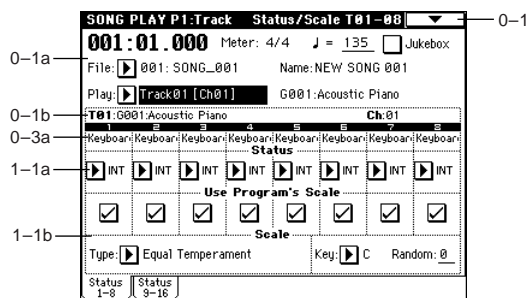 SONG PLAY P1:Track Status/Scale T01-08
0-1
001:01.000 Meter: 4/4 ♩= 135 Jukebox
0-1a
File: 001: SONG_001 Name:NEW SONG 001
Play: Track01 [Ch01] G001:Acoustic Piano
0-1b
T01:G001:Acoustic Piano Ch:01
1 2 3 4 5 6 7 8
0-3a
Keyboar Keyboar Keyboar Keyboar Keyboar Keyboar Keyboar Keyboar
Status
1-1a
INT INT INT INT INT INT INT INT
Use Program's Scale
Scale
1-1b
Type: Equal Temperament Key: C Random: 0
Status 1-8
Status 9-16